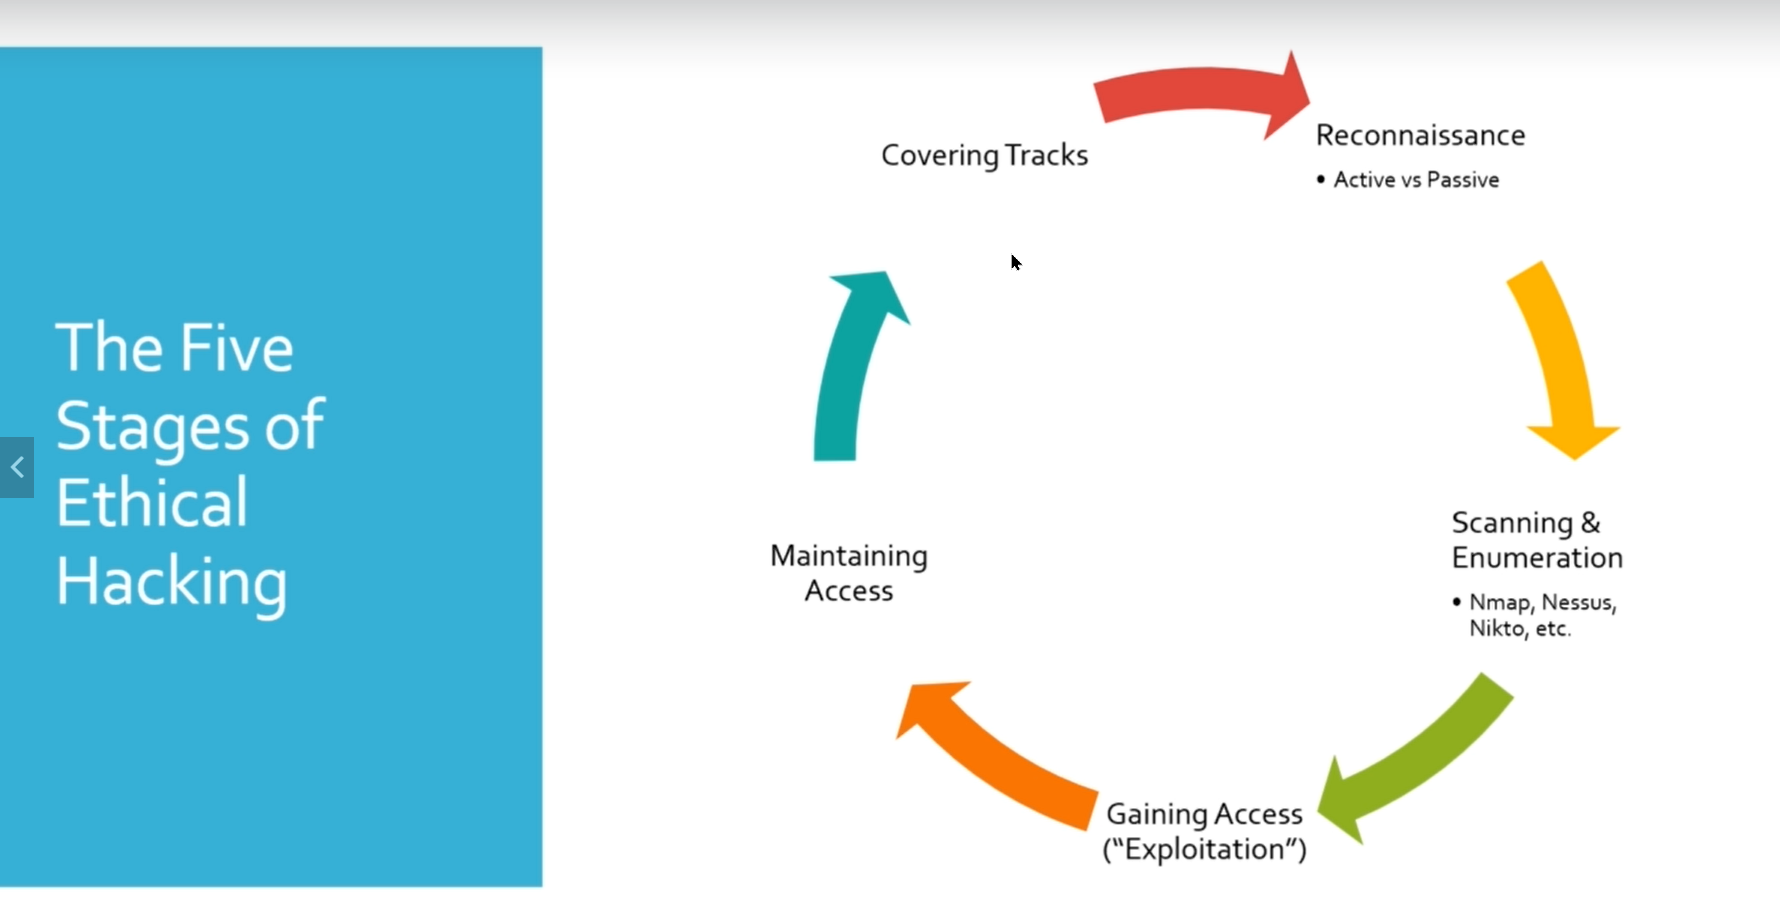 The Five
Stages of
Ethical
Hacking
Covering Tracks
Reconnaissance
• Active vs Passive
Scanning &
Enumeration
• Nmap, Nessus,
Nikto, etc.
Gaining Access
(“Exploitation”)
Maintaining
Access